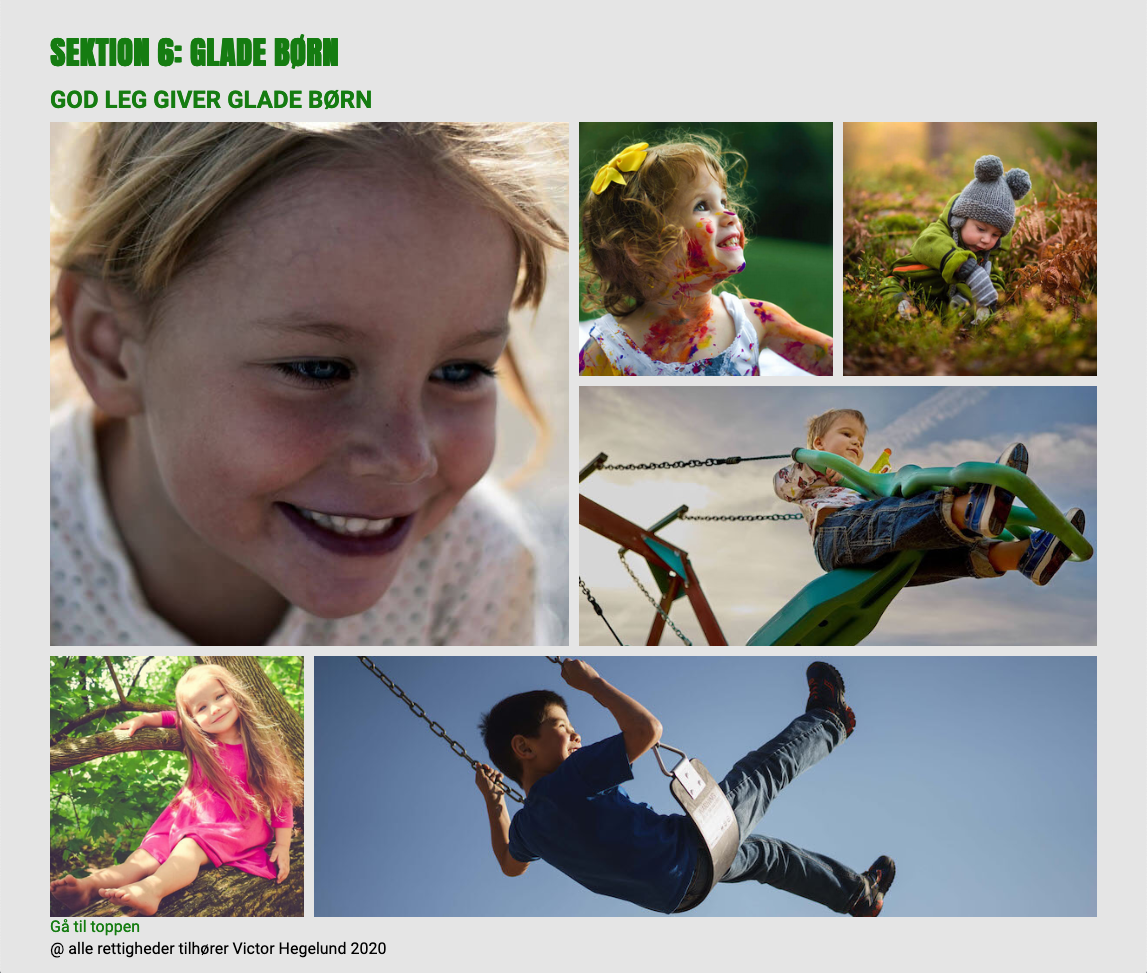 SEKTION 6: GLADE BØRN
GOD LEG GIVER GLADE BØRN
Gå til toppen
@ alle rettigheder tilhører Victor Hegelund 2020